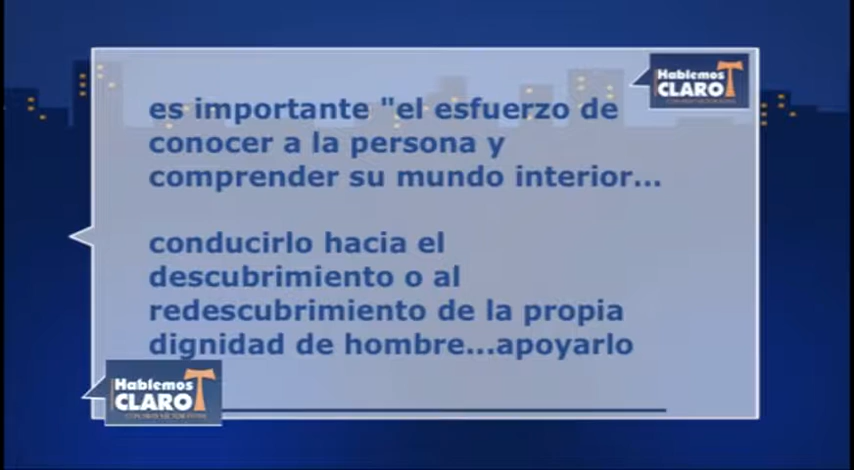 Hablemos
CLARO
es importante "el esfuerzo de
conocer a la persona y
comprender su mundo interior...
conducirlo hacia el
descubrimiento o al
redescubrimiento de la propia
dignidad de hombre...apoyarlo
Hablemos
CLARO